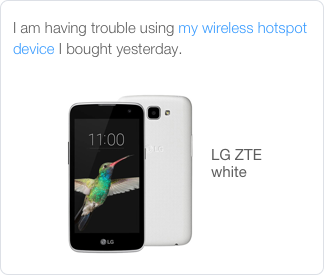 I am having trouble using my wireless hotspot
device I bought yesterday.
11:00
LG
LG ZTE
white